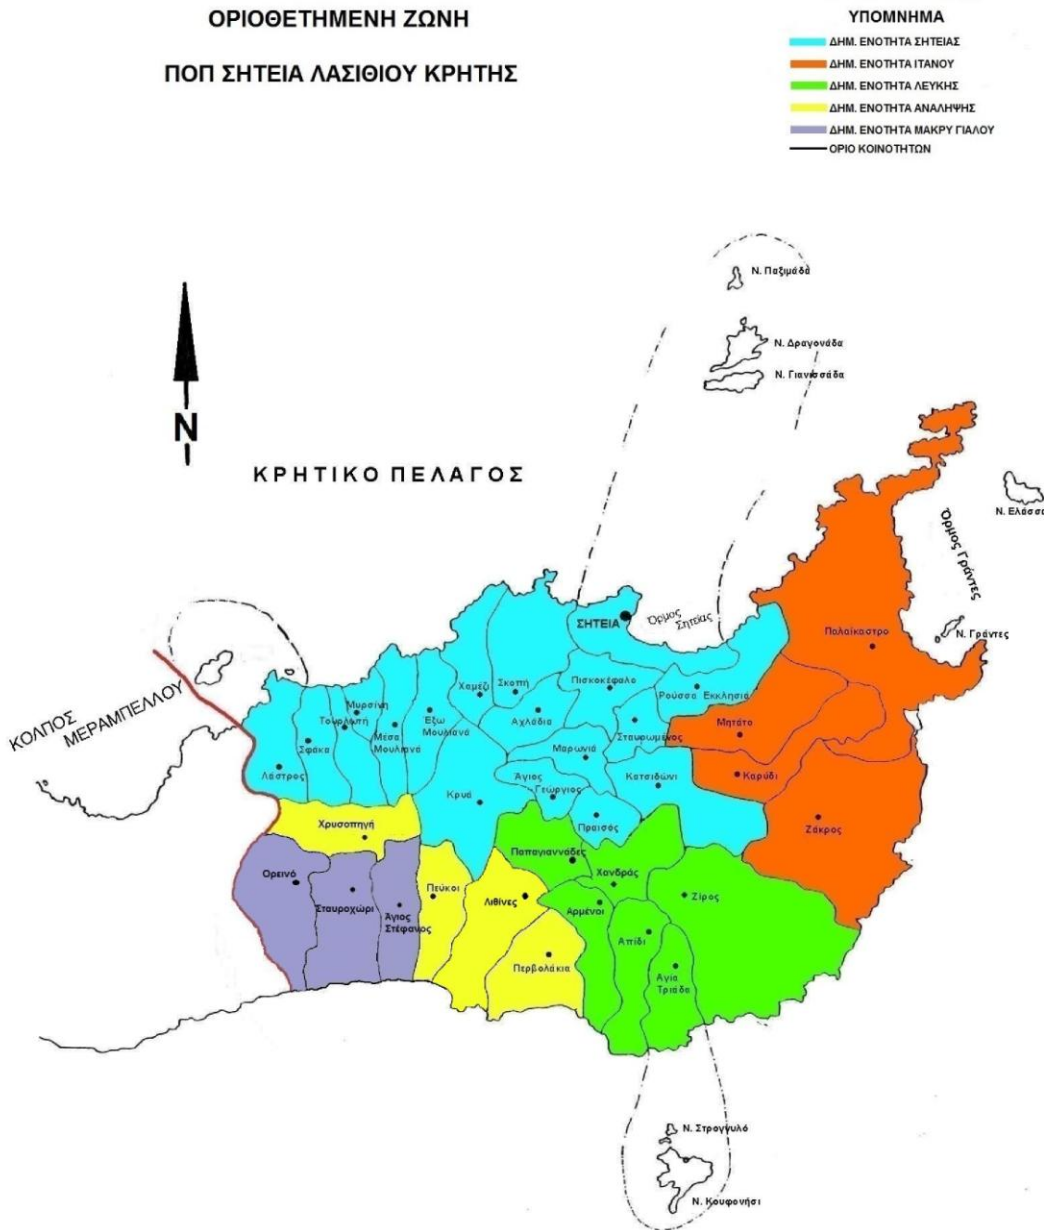 ΟΡΙΟΘΕΤΗΜΕΝΗ ΖΩΝΗ
ΠΟΠ ΣΗΤΕΙΑ ΛΑΣΙΘΙΟΥ ΚΡΗΤΗΣ
ΥΠΟΜΝΗΜΑ
ΔΗΜ. ΕΝΟΤΗΤΑ ΣΗΤΕΙΑΣ
ΔΗΜ. ΕΝΟΤΗΤΑ ΙΤΑΝΟΥ
ΔΗΜ. ΕΝΟΤΗΤΑ ΛΕΥΚΗΣ
ΔΗΜ. ΕΝΟΤΗΤΑ ΑΝΑΛΗΨΗΣ
ΔΗΜ. ΕΝΟΤΗΤΑ ΜΑΚΡΥ ΓΙΑΛΟΥ
ΟΡΙΟ ΚΟΙΝΟΤΗΤΩΝ
Ν. Παξιμάδα
Ν. Δραγονάδα
Ν. Γιανισσάδα
N
ΚΡΗΤΙΚΟ ΠΕΛΑΓΟΣ
Ν. Ελάσσα
Όρμος Γράντες
Ν. Γράντες
ΣΗΤΕΙΑ
Όρμος
Σητείας
Παλαίκαστρο
ΚΟΛΠΟΣ
ΜΕΡΑΜΠΕΛΛΟΥ
Χαμέζι
Σκοπή
Πισκοκέφαλο
Ρούσσα Εκκλησιά
Μυρσίνη
Τουρλωτή
Σφάκα
Λάστρος
Μεσα
Μουλιανά
Έξω
Μουλιανά
Αχλάδια
Σταυρωμένος
Μητάτο
Μαρωνιά
Κατσιδώνι
Καρύδι
Άγιος
Γεώργιος
Κρυά
Πραισός
Ζάκρος
Χρυσοπηγή
Παπαγιαννάδες
Χανδράς
Ορεινό
Σταυροχώρι
Άγιος
Στέφανος
Πεύκοι
Λιθίνες
Αρμένοι
Ζίρος
Απίδι
Περβολάκια
Αγία
Τριάδα
Ν. Στρογγυλό
Ν. Κουφονήσι